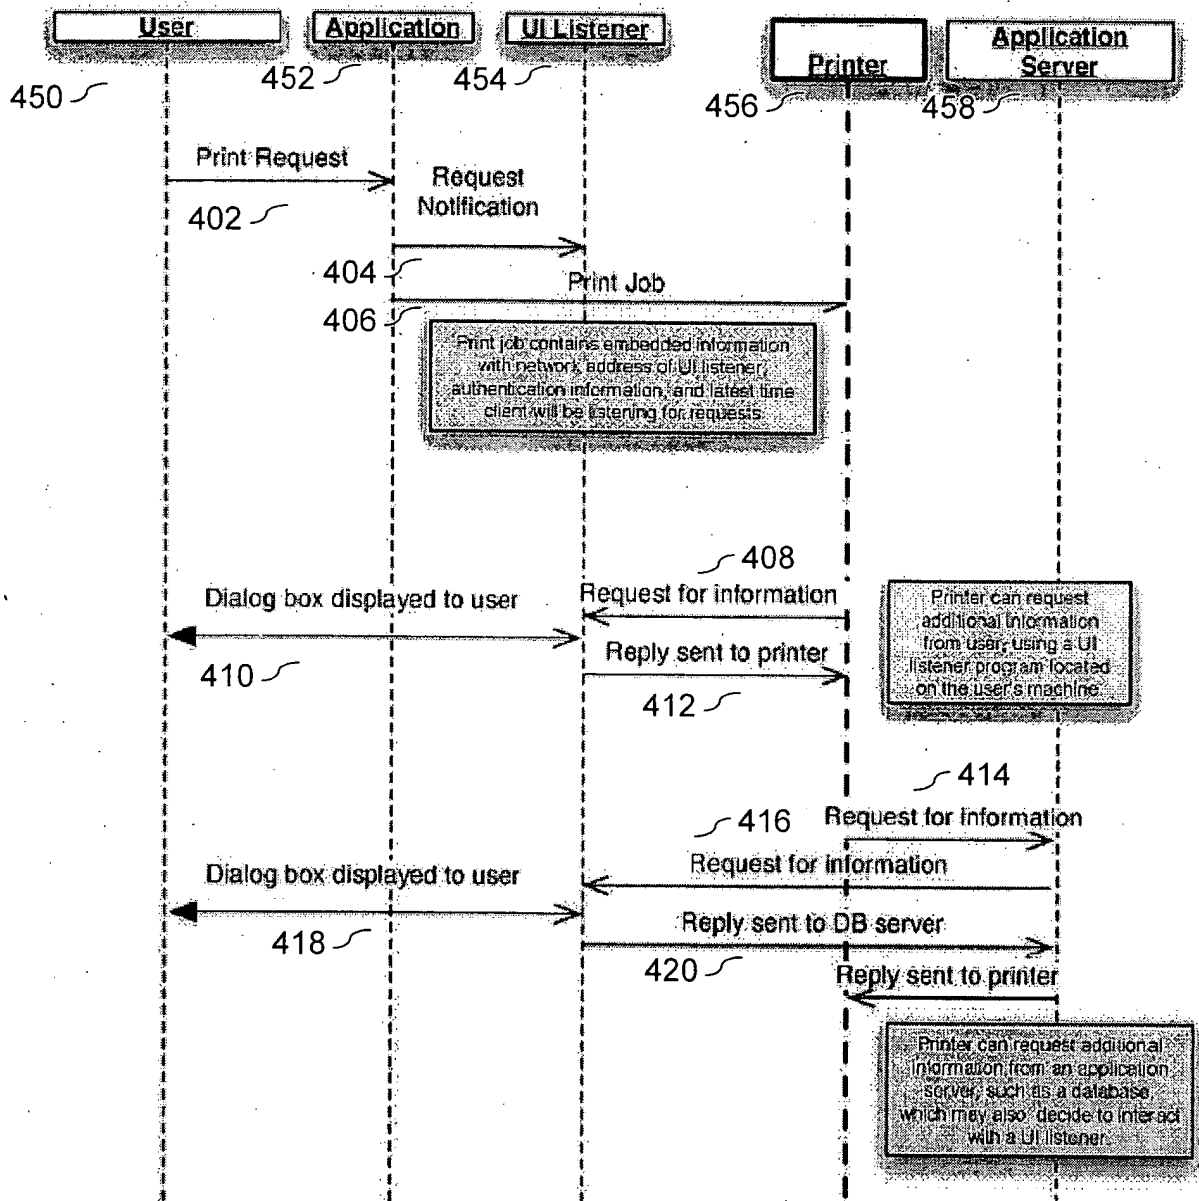 User
Application
UI Listener
Printer
Application
Server
450
452
454
456
458
Print Request
402
Request
Notification
404
Print Job
406
Print job contains embedded information
with network address of UI listener,
authentication information, and latest time
client will be listening for requests.
408
Dialog box displayed to user
Request for information
410
Reply sent to printer
412
Printer can request
additional information
from user, using a UI
listener program located
on the user's machine
414
Request for information
416
Request for information
Dialog box displayed to user
418
Reply sent to DB server
420
Reply sent to printer
Printer can request additional
information from an application
server, such as a database,
which may also decide to interact
with a UI listener.